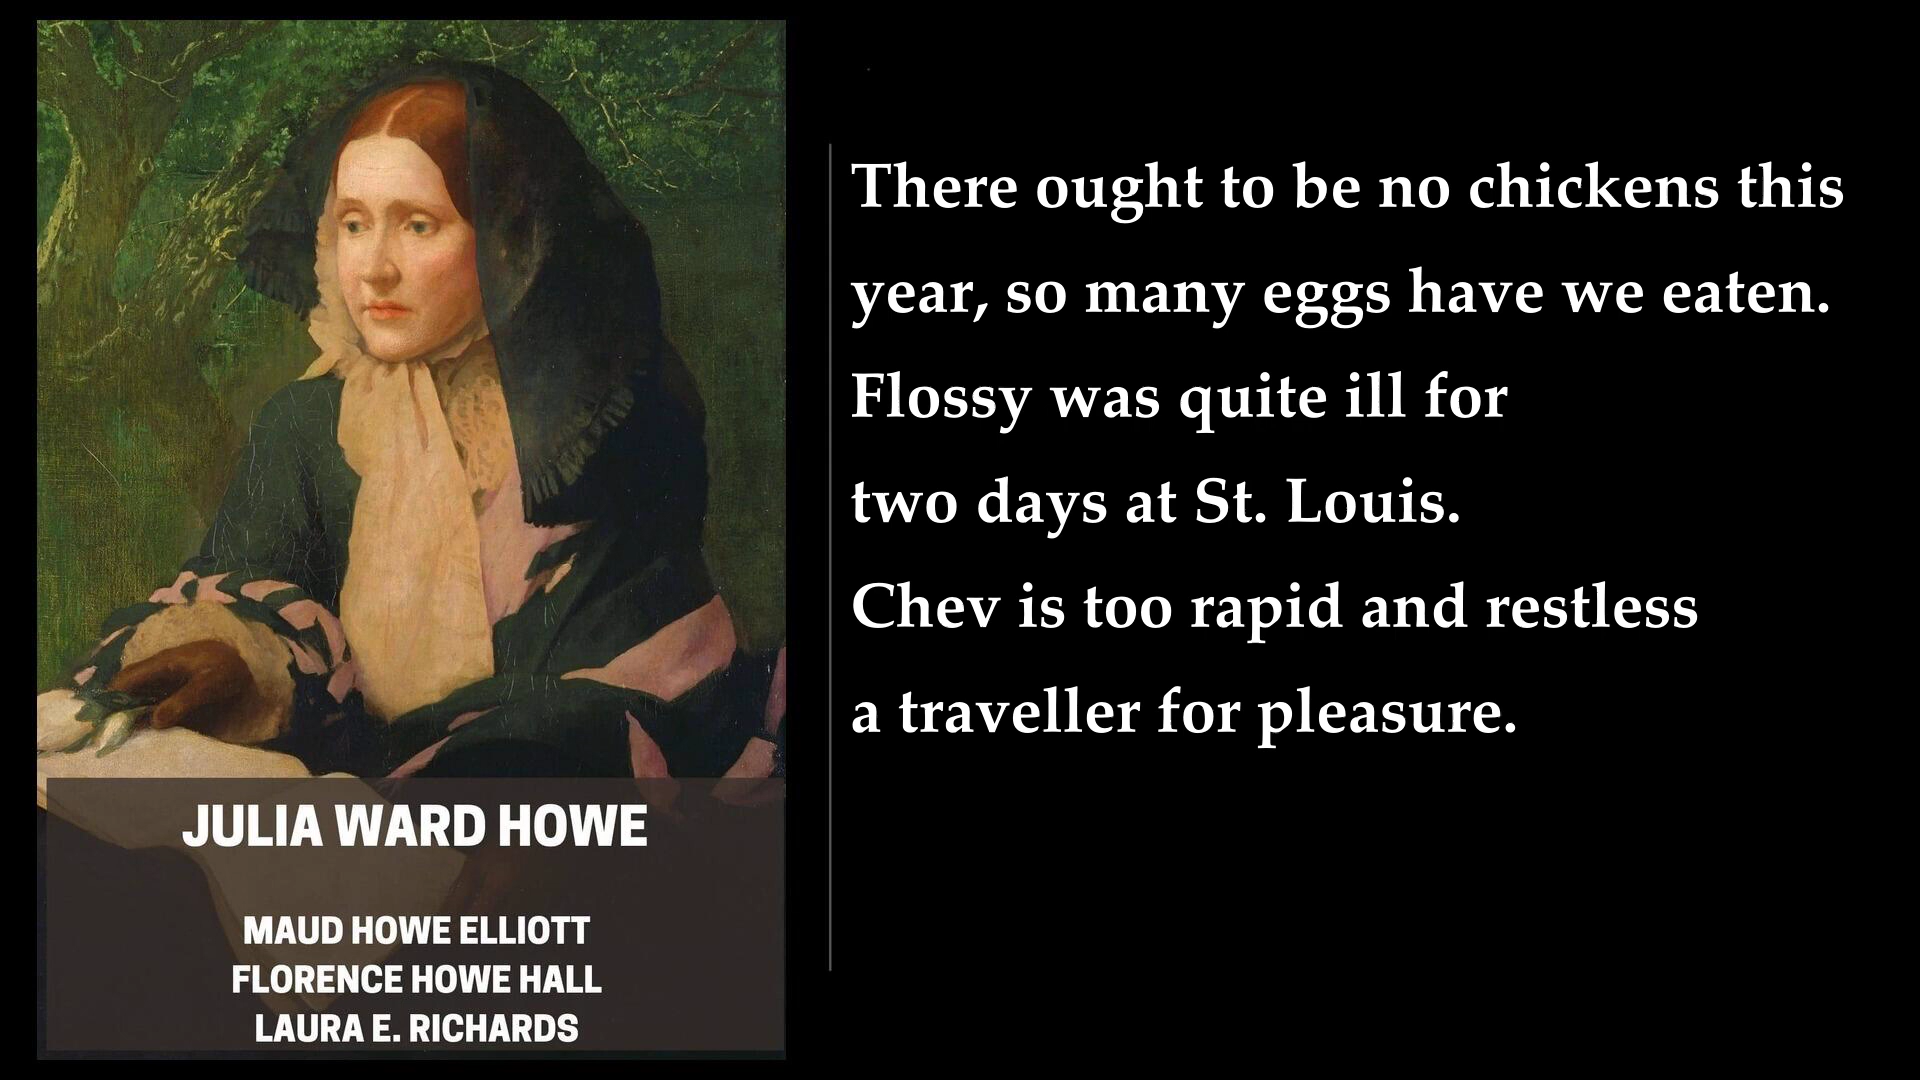 JULIA WARD HOWE
MAUD HOWE ELLIOTT
FLORENCE HOWE HALL
LAURA E. RICHARDS
There ought to be no chickens this
year, so many eggs have we eaten.
Flossy was quite ill for
two days at St. Louis.
Chev is too rapid and restless
a traveller for pleasure.